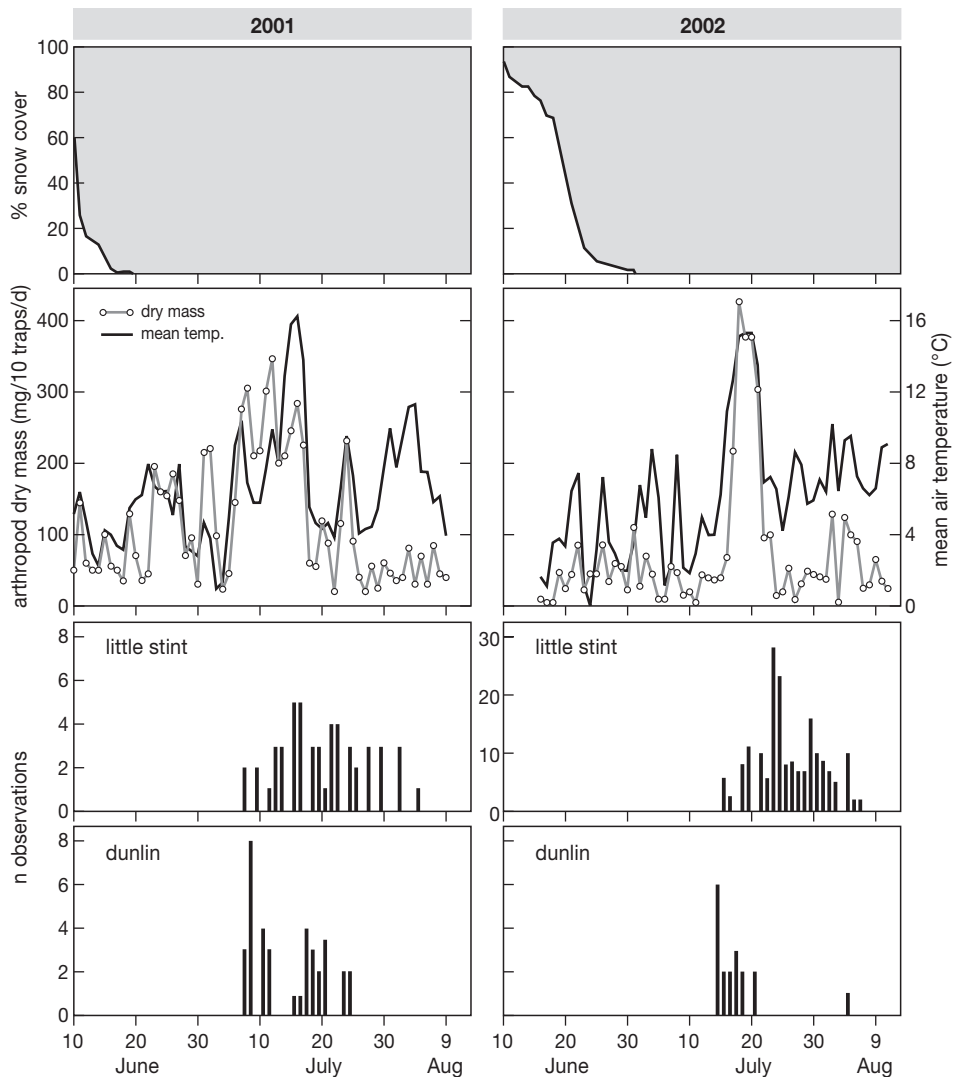 2001
2002
% snow cover
100
80
60
40
20
0
arthropod dry mass (mg/10 traps/d)
400
300
200
100
0
dry mass
mean temp.
16
12
8
4
0
mean air temperature (°C)
n observations
8
6
4
2
0
little stint
30
20
10
0
little stint
8
6
4
2
0
dunlin
dunlin
10 20 30 10 20 30 9
June July Aug
10 20 30 10 20 30 9
June July Aug